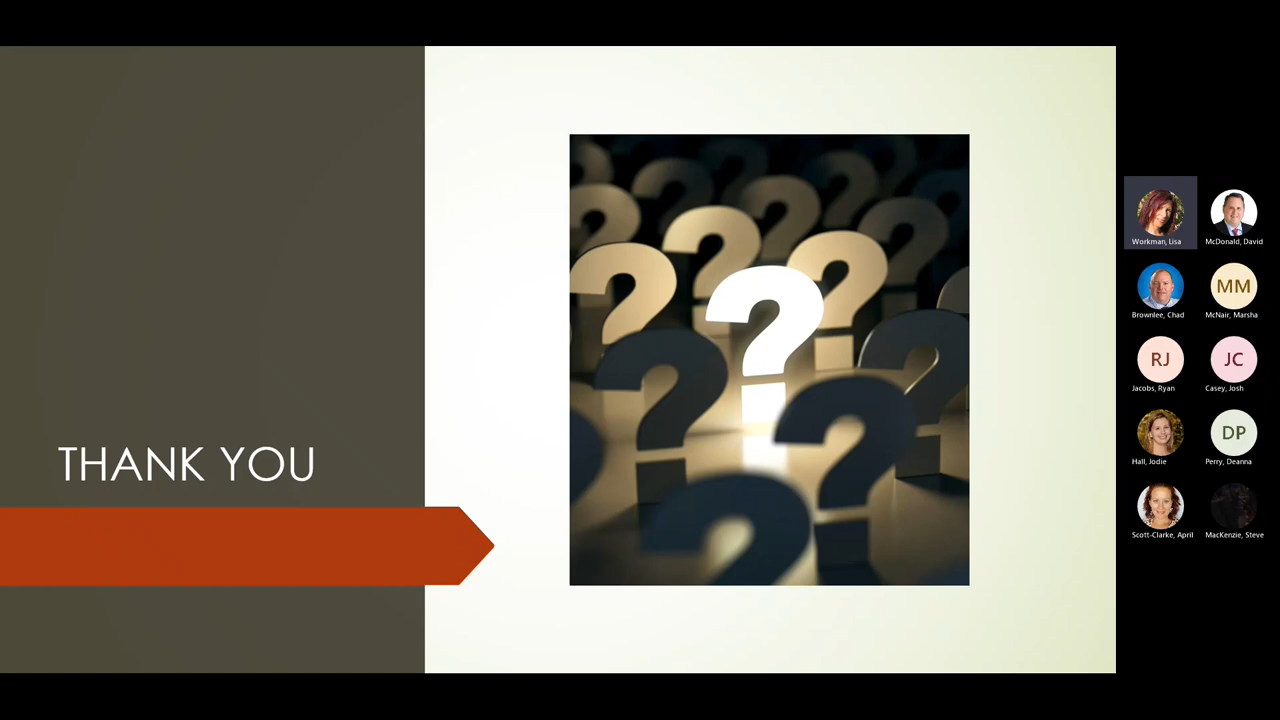 THANK YOU
Workman, Lisa
McDonald, David
Brownlee, Chad
MM
McNair, Marsha
RJ
Jacobs, Ryan
JC
Casey, Josh
Hall, Jodie
DP
Perry, Deanna
Scott-Clarke, April
MacKenzie, Steve